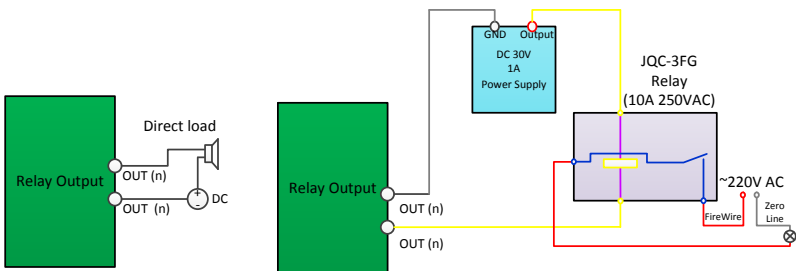 Direct load
Relay Output
OUT (n)
OUT (n)
+
-
DC
GND Output
DC 30V
1A
Power Supply
JQC-3FG
Relay
(10A 250VAC)
Relay Output
OUT (n)
OUT (n)
~220V AC
FireWire
Zero
Line